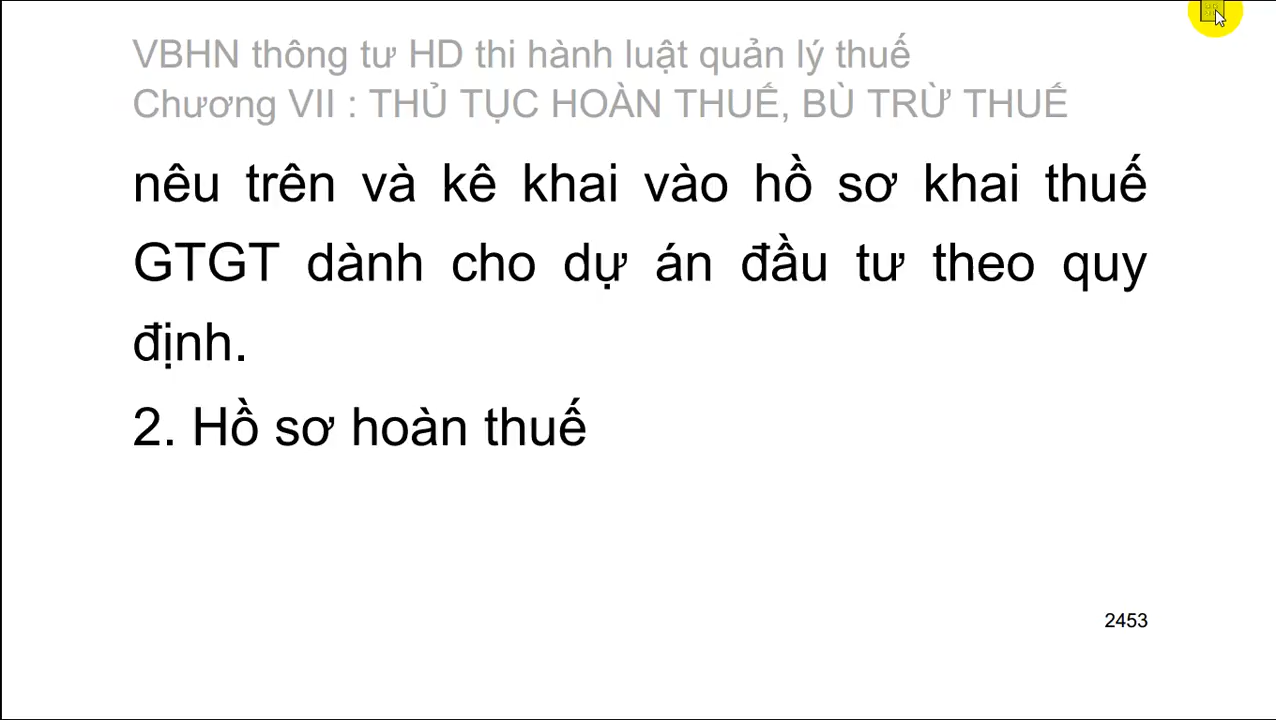 VBHN thông tư HD thi hành luật quản lý thuế
Chương VII : THỦ TỤC HOÀN THUẾ, BÙ TRỪ THUẾ
nêu trên và kê khai vào hồ sơ khai thuế
GTGT dành cho dự án đầu tư theo quy
định.
2. Hồ sơ hoàn thuế
2453